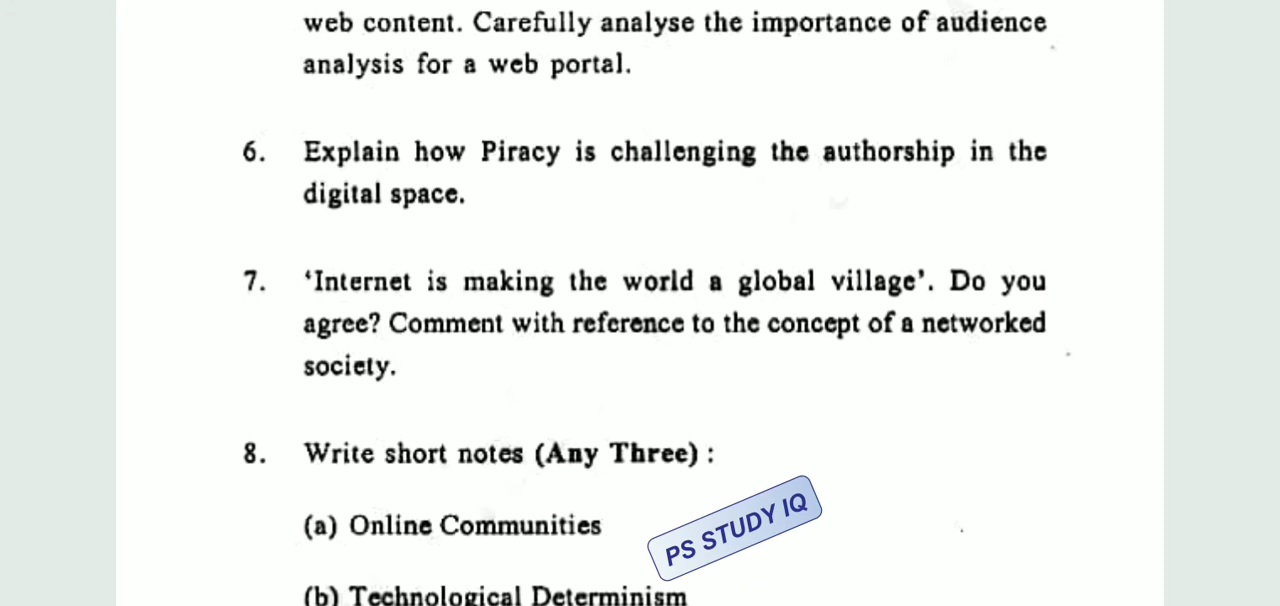 web content. Carefully analyse the importance of audience
analysis for a web portal.
6. Explain how Piracy is challenging the authorship in the
digital space.
7. ‘Internet is making the world a global village’. Do you
agree? Comment with reference to the concept of a networked
society.
8. Write short notes (Any Three) :
(a) Online Communities
PS STUDY IQ
(b) Technological Determinism